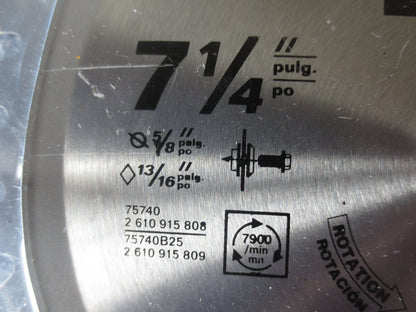 7 1/4 "
pulg.
po
5/8 "
pulg.
po
13/16 "
pulg.
po
75740
2 610 915 808
75740B25
2 610 915 809
7900
/min
mn
ROTATION
ROTACIÓN